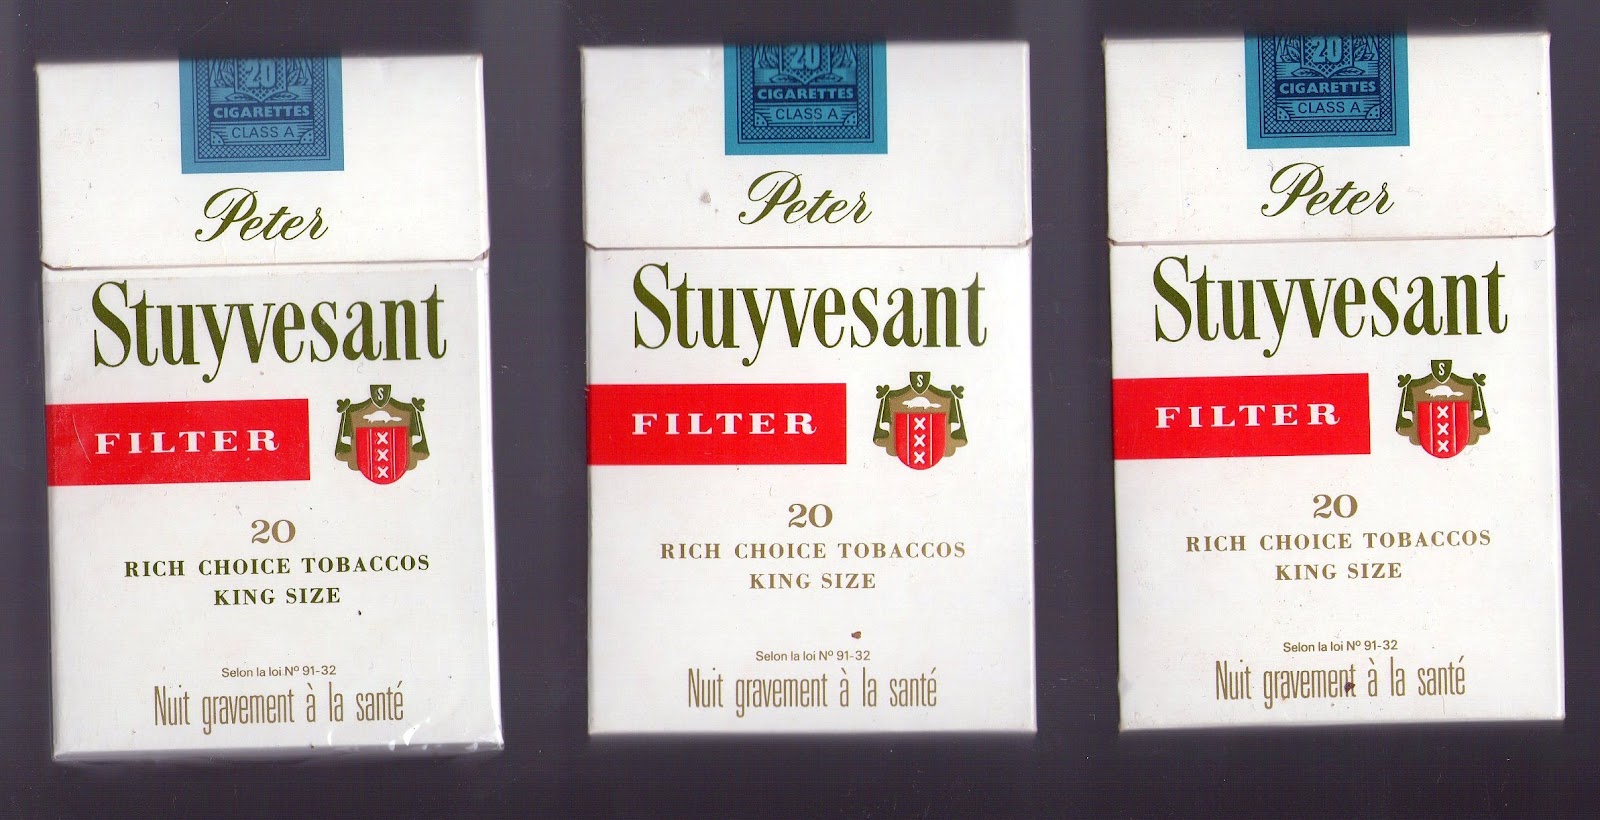 20
CIGARETTES
CLASS A
Peter
Stuyvesant
FILTER
S
XXX
20
RICH CHOICE TOBACCOS
KING SIZE
Selon la loi Nº 91-32
Nuit gravement à la santé
20
CIGARETTES
CLASS A
Peter
Stuyvesant
FILTER
S
XXX
20
RICH CHOICE TOBACCOS
KING SIZE
Selon la loi Nº 91-32
Nuit gravement à la santé
20
CIGARETTES
CLASS A
Peter
Stuyvesant
FILTER
S
XXX
20
RICH CHOICE TOBACCOS
KING SIZE
Selon la loi Nº 91-32
Nuit gravement à la santé